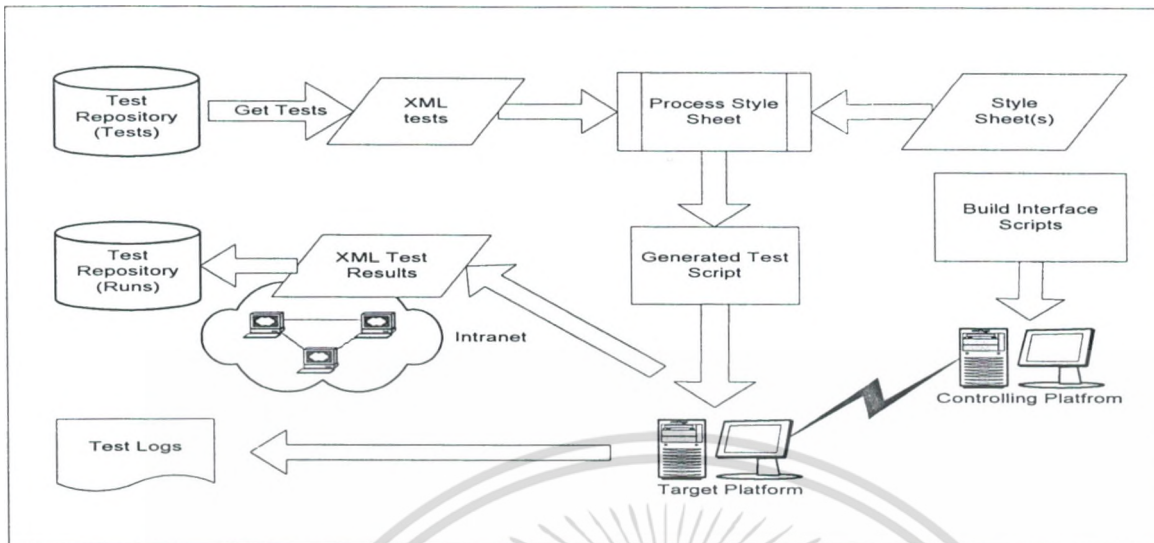 Test
Repository
(Tests)
Get Tests
XML
tests
Process Style
Sheet
Style
Sheet(s)
Build Interface
Scripts
Test
Repository
(Runs)
XML Test
Results
Generated Test
Script
Intranet
Controlling Platfrom
Test Logs
Target Platform